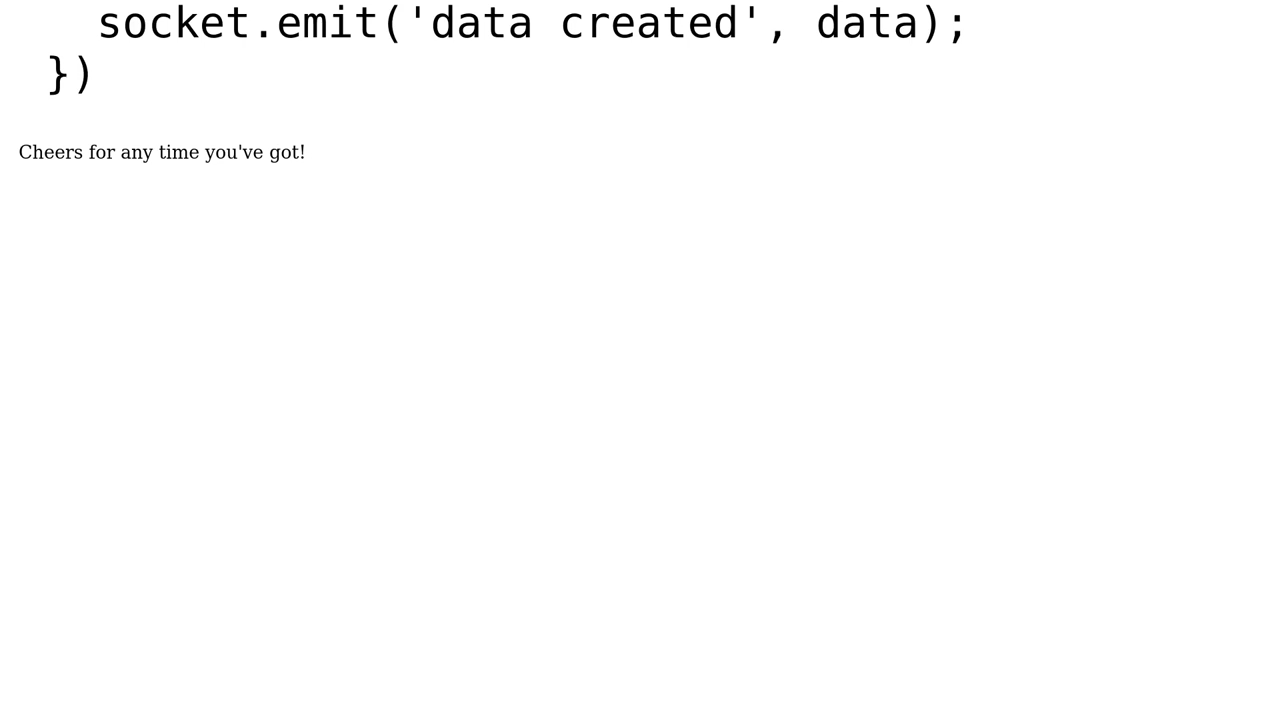 socket.emit('data created', data);
})
Cheers for any time you've got!